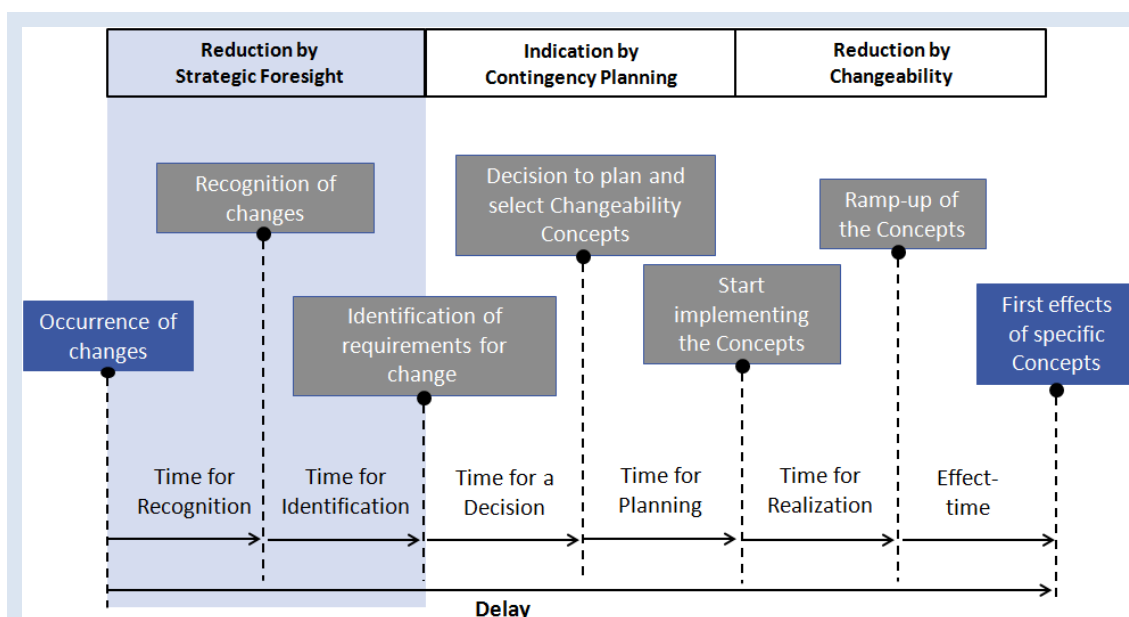 Reduction by
Strategic Foresight
Indication by
Contingency Planning
Reduction by
Changeability
Recognition of
changes
Decision to plan and
select Changeability
Concepts
Ramp-up of
the Concepts
Occurrence of
changes
Identification of
requirements for
change
Start
implementing
the Concepts
First effects
of specific
Concepts
Time for
Recognition
Time for
Identification
Time for a
Decision
Time for
Planning
Time for
Realization
Effect-
time
Delay